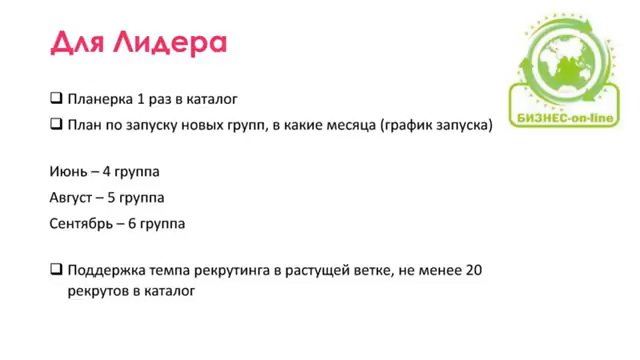 Для Лидера
БИЗНЕС-on-line
Планерка 1 раз в каталог
План по запуску новых групп, в какие месяца (график запуска)
Июнь – 4 группа
Август – 5 группа
Сентябрь – 6 группа
Поддержка темпа рекрутинга в растущей ветке, не менее 20
рекрутов в каталог